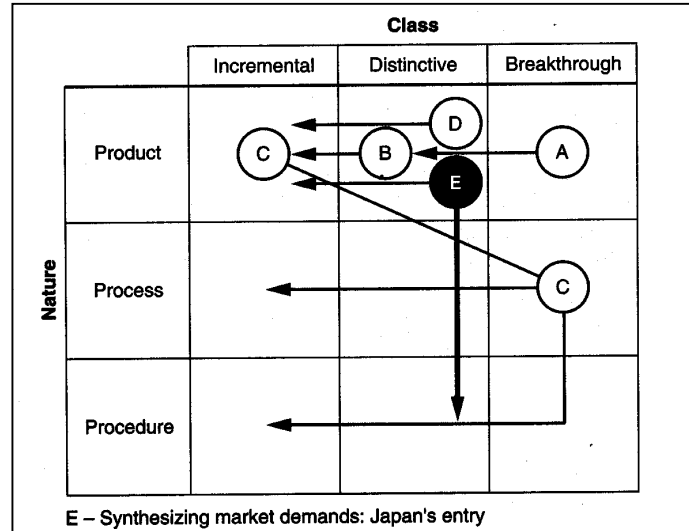 Class
Incremental Distinctive Breakthrough
D
Product C B A
E
Nature
Process C
Procedure
E – Synthesizing market demands: Japan's entry